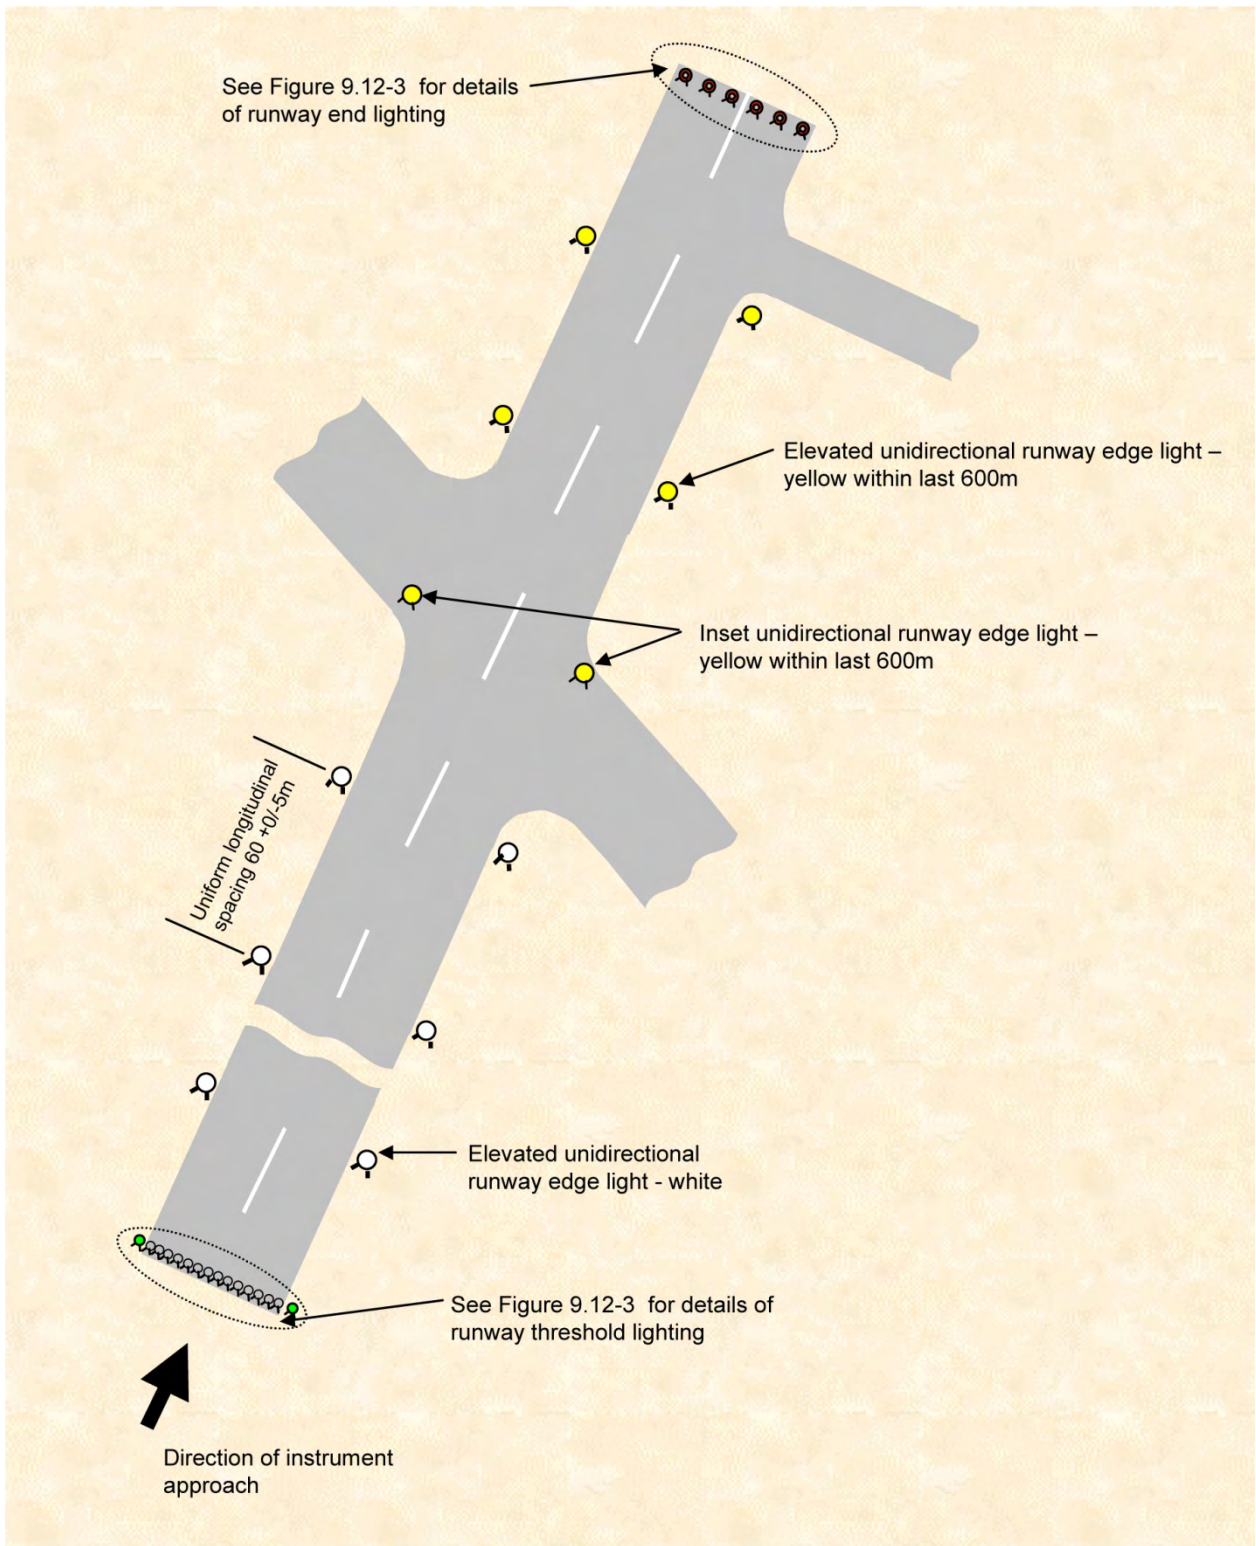 See Figure 9.12-3 for details
of runway end lighting
Elevated unidirectional runway edge light –
yellow within last 600m
Inset unidirectional runway edge light –
yellow within last 600m
Uniform longitudinal
spacing 60 +0/-5m
Elevated unidirectional
runway edge light - white
See Figure 9.12-3 for details of
runway threshold lighting
Direction of instrument
approach